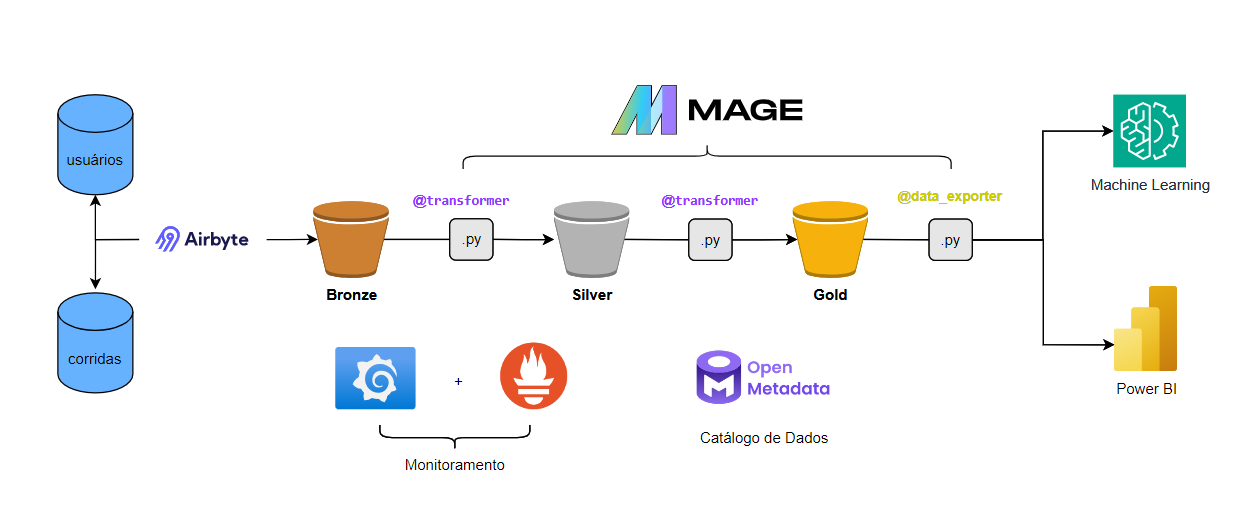 MAGE
usuários
@transformer
@transformer
@data_exporter
Machine Learning
Airbyte
.py
.py
.py
Bronze
Silver
Gold
corridas
+
Open
Metadata
Power BI
Catálogo de Dados
Monitoramento